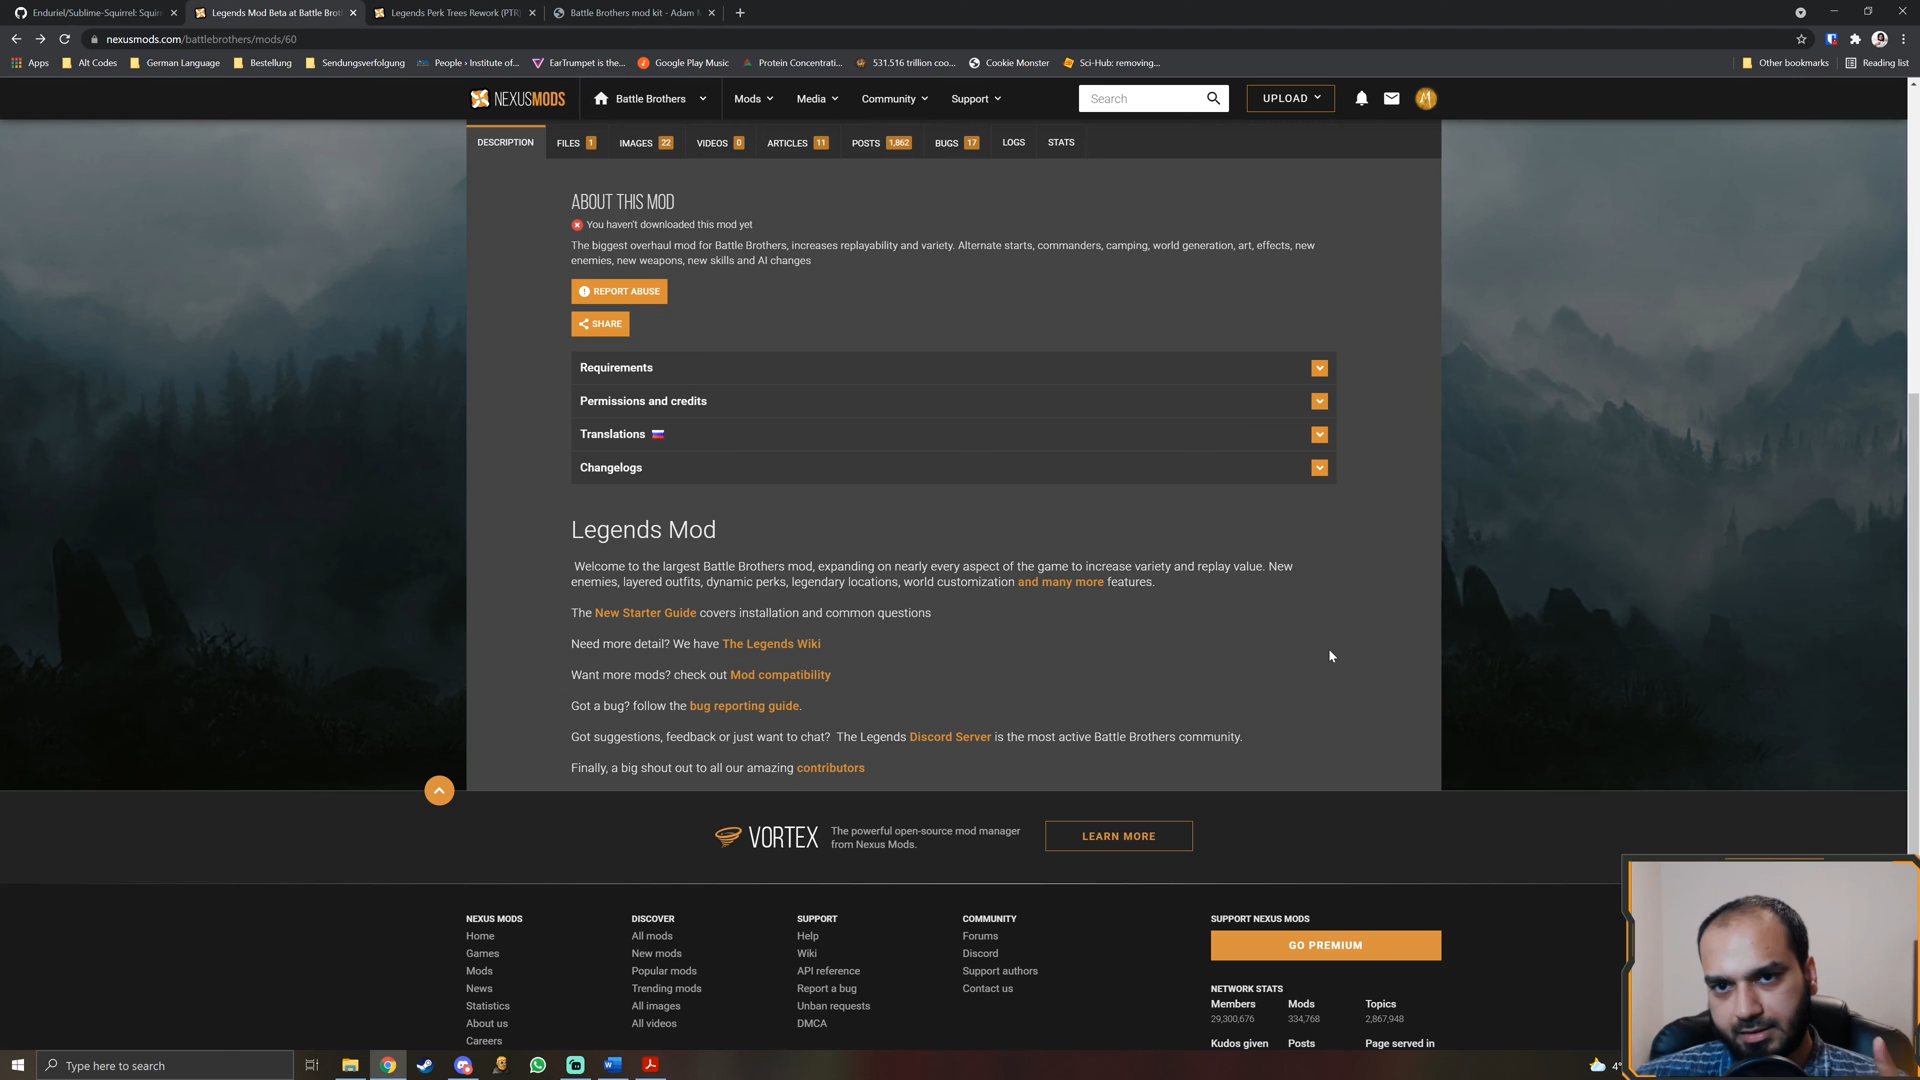 Enduriel/Sublime-Squirrel: Squirr
Legends Mod Beta at Battle Brot
Legends Perk Trees Rework (PTR)
Battle Brothers mod kit - Adam M
nexusmods.com/battlebrothers/mods/60
Apps
Alt Codes
German Language
Bestellung
Sendungsverfolgung
People › Institute of...
EarTrumpet is the...
Google Play Music
Protein Concentrati...
531.516 trillion coo...
Cookie Monster
Sci-Hub: removing...
Other bookmarks
Reading list
NEXUSMODS
Battle Brothers
Mods
Media
Community
Support
Search
UPLOAD
DESCRIPTION
FILES 1
IMAGES 22
VIDEOS 0
ARTICLES 11
POSTS 1,862
BUGS 17
LOGS
STATS
ABOUT THIS MOD
You haven't downloaded this mod yet
The biggest overhaul mod for Battle Brothers, increases replayability and variety. Alternate starts, commanders, camping, world generation, art, effects, new
enemies, new weapons, new skills and AI changes
REPORT ABUSE
SHARE
Requirements
Permissions and credits
Translations
Changelogs
Legends Mod
Welcome to the largest Battle Brothers mod, expanding on nearly every aspect of the game to increase variety and replay value. New
enemies, layered outfits, dynamic perks, legendary locations, world customization and many more features.
The New Starter Guide covers installation and common questions
Need more detail? We have The Legends Wiki
Want more mods? check out Mod compatibility
Got a bug? follow the bug reporting guide.
Got suggestions, feedback or just want to chat? The Legends Discord Server is the most active Battle Brothers community.
Finally, a big shout out to all our amazing contributors
VORTEX
The powerful open-source mod manager
from Nexus Mods.
LEARN MORE
NEXUS MODS
Home
Games
Mods
News
Statistics
About us
Careers
DISCOVER
All mods
New mods
Popular mods
Trending mods
All images
All videos
SUPPORT
Help
Wiki
API reference
Report a bug
Unban requests
DMCA
COMMUNITY
Forums
Discord
Support authors
Contact us
SUPPORT NEXUS MODS
GO PREMIUM
NETWORK STATS
Members Mods Topics
29,300,676 334,768 2,867,948
Kudos given Posts Page served in
Type here to search
4°